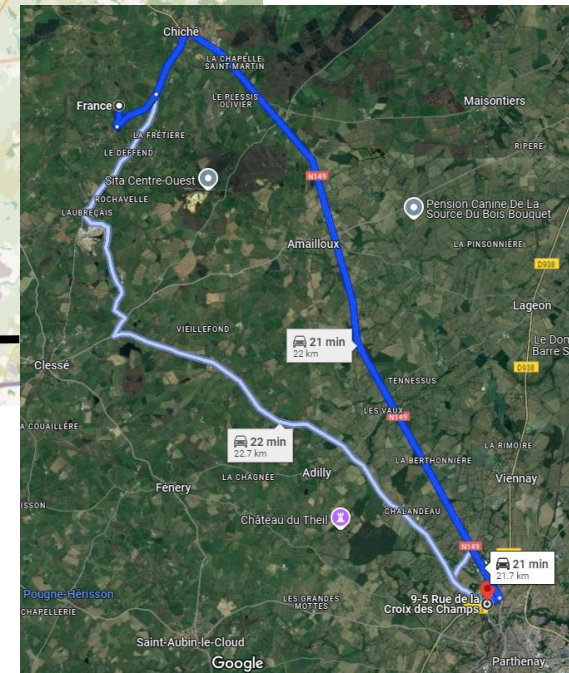 Chiché
LA CHAPELLE
SAINT-MARTIN
LE PLESSIS
OLIVIER
Maisontiers
France
LA FRÊTIÈRE
LE DEFFEND
RIPÈRE
N149
Sita Centre-Ouest
ROCHAVELLE
LAUBREÇAIS
Pension Canine De La
Source Du Bois Bouquet
Amailloux
LA PINSONNIÈRE
D938
Lageon
VIEILLEFOND
21 min
22 km
Le Don
Barre S
Clessé
D938
TENNESSUS
LES VAUX
N149
A COUAILLÈRE
22 min
22.7 km
LA RIMOIRE
LA BERTHONNIÈRE
LA CHAGNÉE
Adilly
Viennay
Fénery
ISSON
CHALANDEAU
Château du Theil
N149
21 min
21.7 km
Pougne-Hérisson
CHAPELLERIE
LES GRANDES
MOTTES
9-5 Rue de la
Croix des Champs
Saint-Aubin-le-Cloud
Google
Parthenay